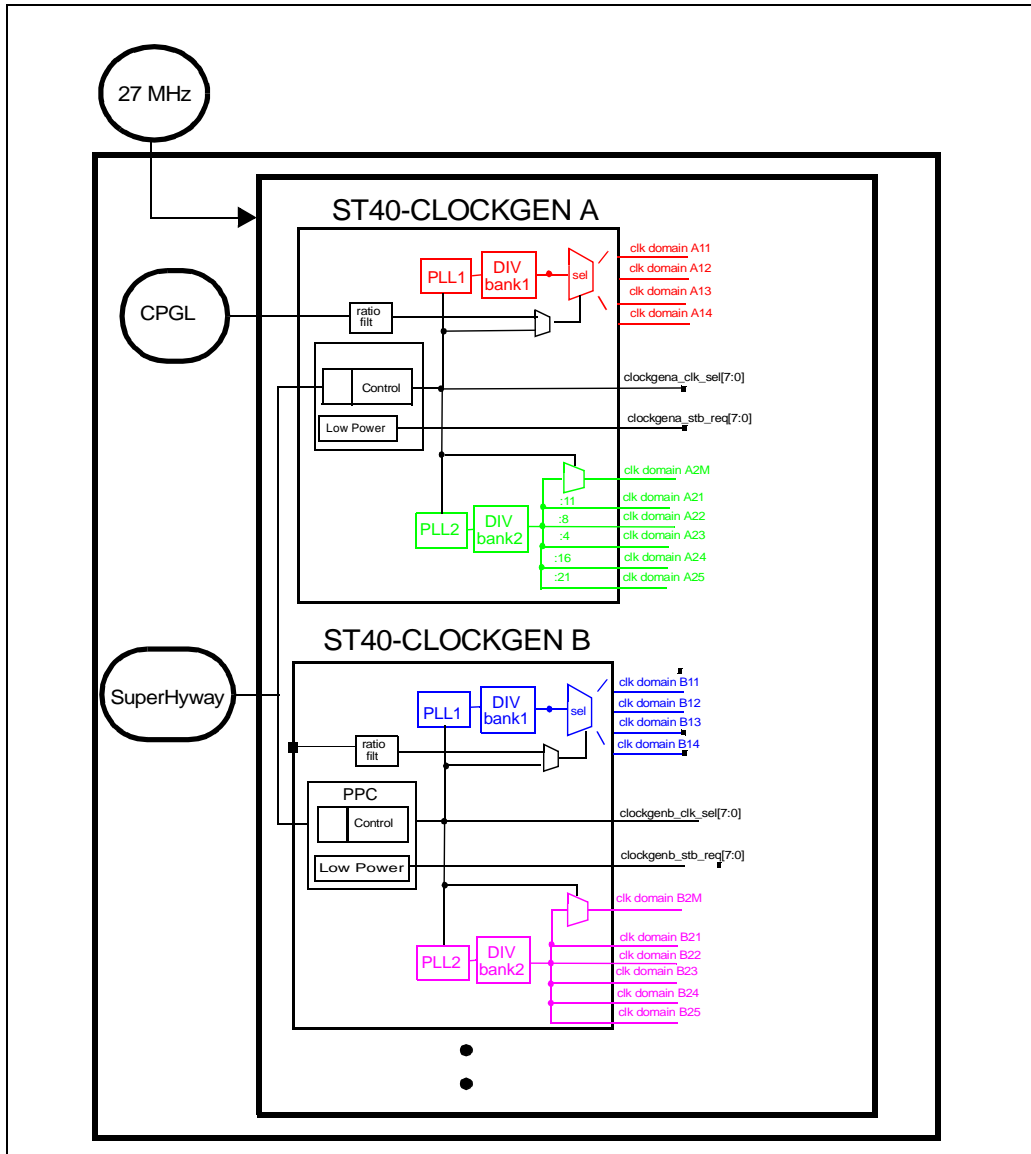 27 MHz
ST40-CLOCKGEN A
PLL1
DIV
bank1
sel
clk domain A11
clk domain A12
clk domain A13
clk domain A14
CPGL
ratio
filt
Control
clockgena_clk_sel[7:0]
Low Power
clockgena_stb_req[7:0]
clk domain A2M
PLL2
DIV
bank2
:11
clk domain A21
:8
clk domain A22
:4
clk domain A23
:16
clk domain A24
:21
clk domain A25
ST40-CLOCKGEN B
SuperHyway
PLL1
DIV
bank1
sel
clk domain B11
clk domain B12
clk domain B13
clk domain B14
ratio
filt
PPC
Control
clockgenb_clk_sel[7:0]
Low Power
clockgenb_stb_req[7:0]
clk domain B2M
PLL2
DIV
bank2
clk domain B21
clk domain B22
clk domain B23
clk domain B24
clk domain B25